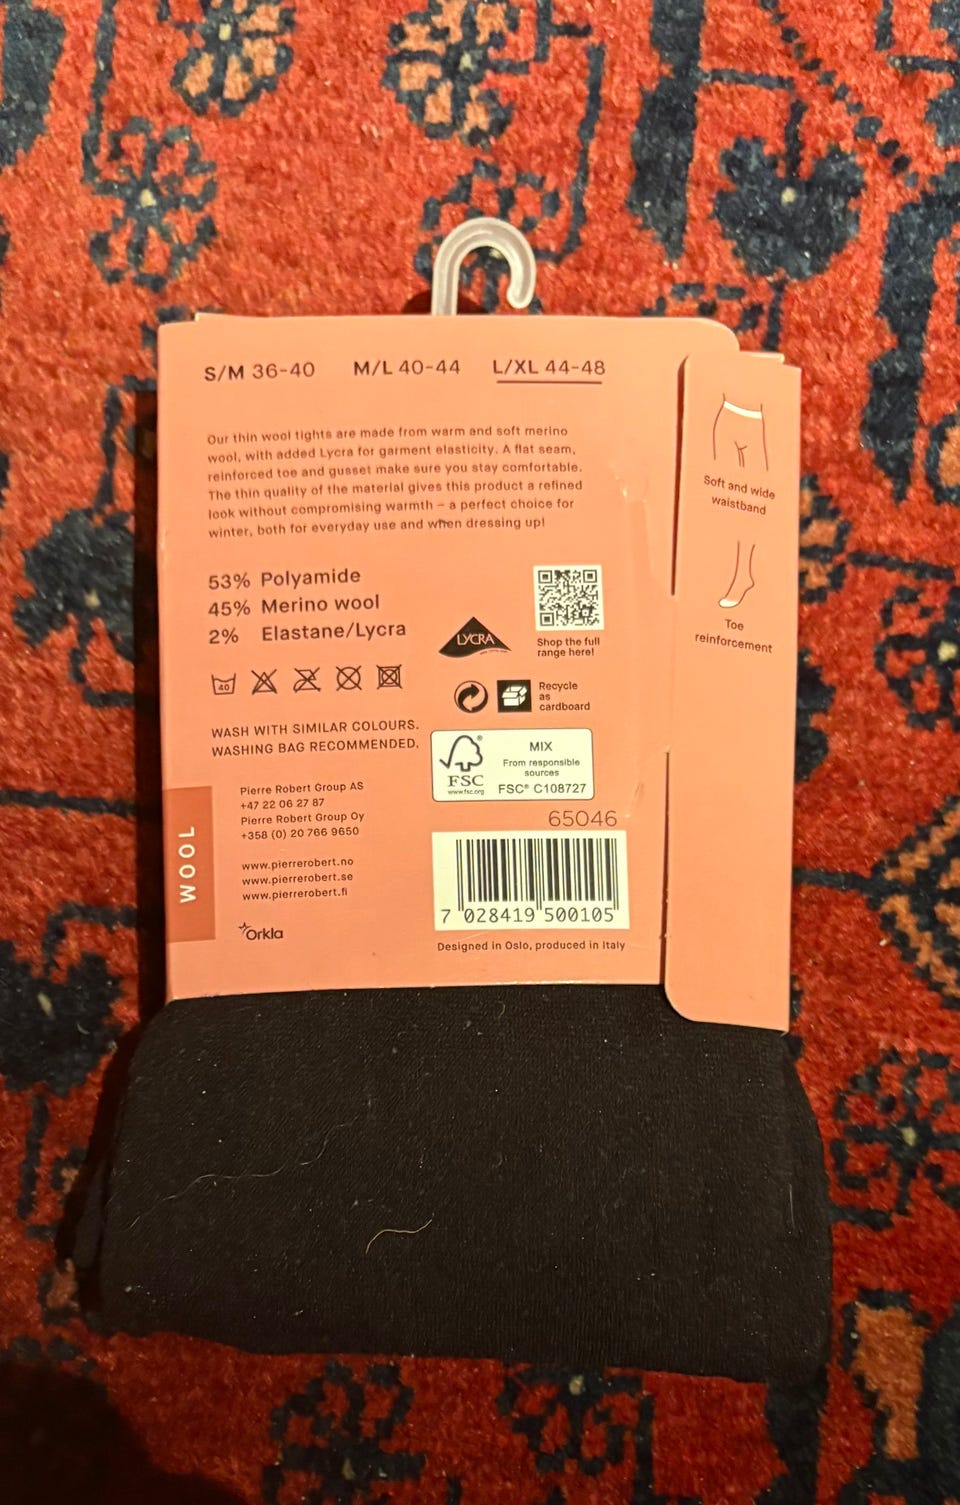 S/M 36-40 M/L 40-44 L/XL 44-48
Our thin wool tights are made from warm and soft merino
wool, with added Lycra for garment elasticity. A flat seam,
reinforced toe and gusset make sure you stay comfortable.
The thin quality of the material gives this product a refined
look without compromising warmth – a perfect choice for
winter, both for everyday use and when dressing up!
53% Polyamide
45% Merino wool
2% Elastane/Lycra
40
WASH WITH SIMILAR COLOURS.
WASHING BAG RECOMMENDED.
LYCRA
Shop the full
range here!
Recycle
as
cardboard
FSC®
www.fsc.org
MIX
From responsible
sources
FSC® C108727
Pierre Robert Group AS
+47 22 06 27 87
Pierre Robert Group Oy
+358 (0) 20 766 9650
www.pierrerobert.no
www.pierrerobert.se
www.pierrerobert.fi
Orkla
WOOL
65046
7 028419 500105
Designed in Oslo, produced in Italy
Soft and wide
waistband
Toe
reinforcement